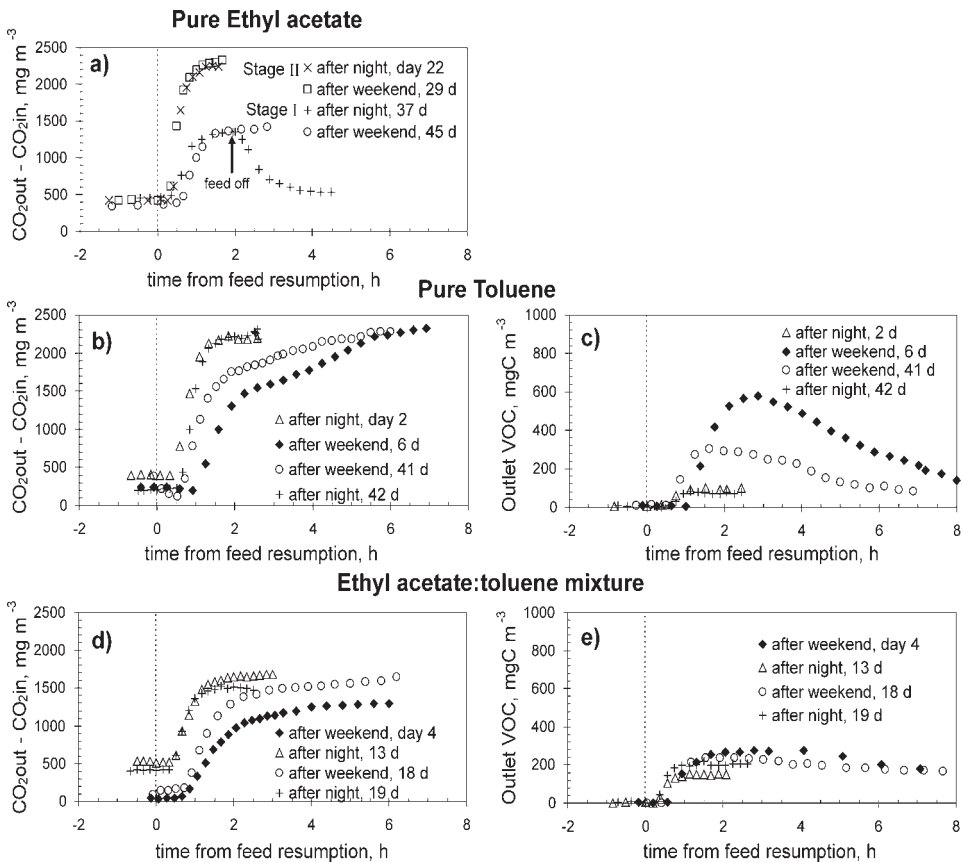 Pure Ethyl acetate
a)
CO₂out - CO₂in, mg m⁻³
2500
2000
1500
1000
500
0
Stage II × after night, day 22
□ after weekend, 29 d
Stage I + after night, 37 d
○ after weekend, 45 d
feed off
-2 0 2 4 6 8
time from feed resumption, h
Pure Toluene
b)
CO₂out - CO₂in, mg m⁻³
2500
2000
1500
1000
500
0
△ after night, day 2
◆ after weekend, 6 d
○ after weekend, 41 d
+ after night, 42 d
-2 0 2 4 6 8
time from feed resumption, h
c)
Outlet VOC, mgC m⁻³
1000
800
600
400
200
0
△ after night, 2 d
◆ after weekend, 6 d
○ after weekend, 41 d
+ after night, 42 d
-2 0 2 4 6 8
time from feed resumption, h
Ethyl acetate:toluene mixture
d)
CO₂out - CO₂in, mg m⁻³
2500
2000
1500
1000
500
0
◆ after weekend, day 4
△ after night, 13 d
○ after weekend, 18 d
+ after night, 19 d
-2 0 2 4 6 8
time from feed resumption, h
e)
Outlet VOC, mgC m⁻³
1000
800
600
400
200
0
◆ after weekend, day 4
△ after night, 13 d
○ after weekend, 18 d
+ after night, 19 d
-2 0 2 4 6 8
time from feed resumption, h